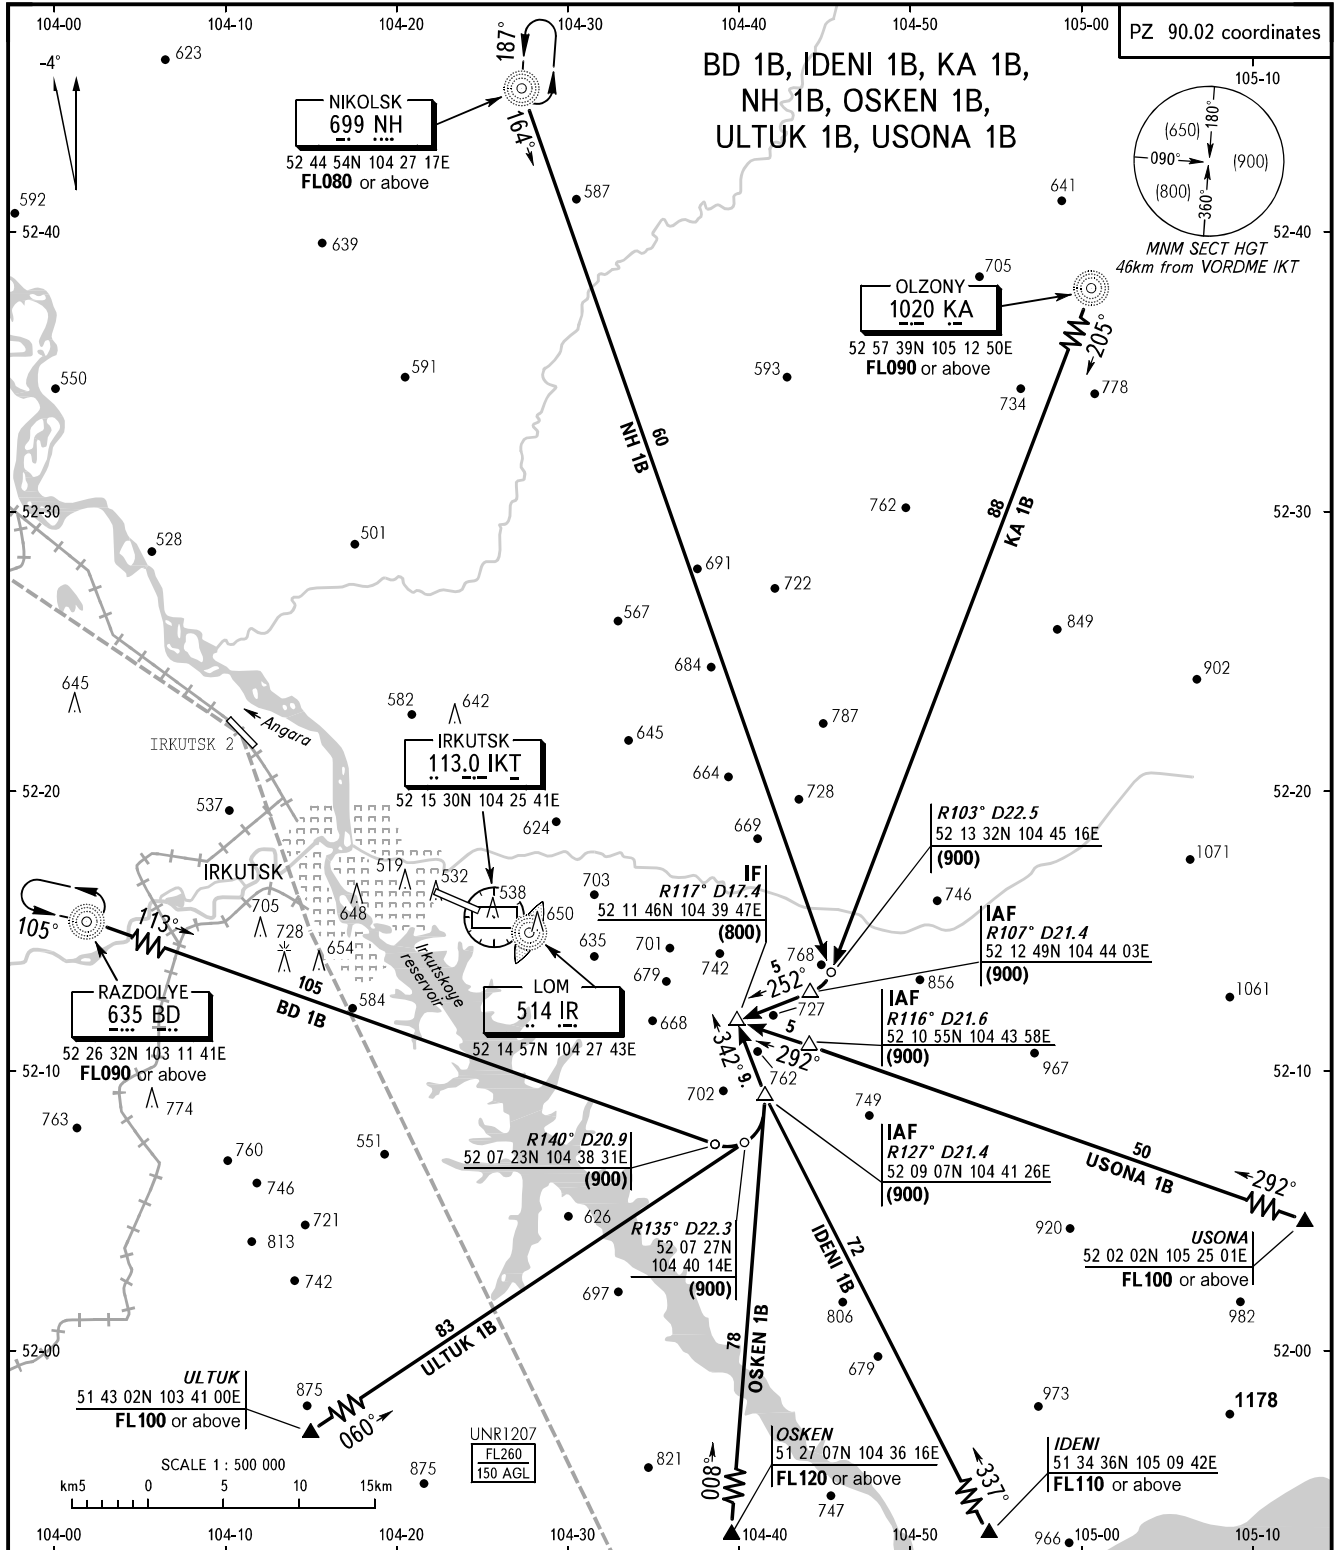 104-00 104-10 104-20 104-30 104-40 104-50 105-00
PZ 90.02 coordinates
105-10
BD 1B, IDENI 1B, KA 1B,
NH 1B, OSKEN 1B,
ULTUK 1B, USONA 1B
623
-4°
187°
NIKOLSK
699 NH
52 44 54N 104 27 17E
FL080 or above
164°
(650)
180°
090°
(900)
(800)
360°
MNM SECT HGT
46km from VORDME IKT
592
587
641
52-40
639
52-40
705
OLZONY
1020 KA
52 57 39N 105 12 50E
FL090 or above
205°
550
591
593
734
778
60
NH 1B
88
KA 1B
762
52-30
52-30
528
501
691
722
567
849
684
902
645
582
642
787
Angara
IRKUTSK 2
645
IRKUTSK
113.0 IKT
52 15 30N 104 25 41E
664
728
52-20
52-20
537
624
669
R103° D22.5
52 13 32N 104 45 16E
(900)
1071
IRKUTSK
519
532
538
703
IF
R117° D17.4
52 11 46N 104 39 47E
(800)
746
105°
113°
705
648
650
IAF
R107° D21.4
52 12 49N 104 44 03E
(900)
728
654
635
701
742
768
5
252°
856
Irkutskoye
reservoir
679
1061
RAZDOLYE
635 BD
52 26 32N 103 11 41E
FL090 or above
105
BD 1B
584
LOM
514 IR
52 14 57N 104 27 43E
668
727
5
IAF
R116° D21.6
52 10 55N 104 43 58E
(900)
342°
9.
292°
967
52-10
52-10
774
702
762
763
749
760
551
R140° D20.9
52 07 23N 104 38 31E
(900)
IAF
R127° D21.4
52 09 07N 104 41 26E
(900)
50
USONA 1B
292°
746
721
626
R135° D22.3
52 07 27N
104 40 14E
(900)
72
IDENI 1B
920
USONA
52 02 02N 105 25 01E
FL100 or above
813
742
697
806
982
83
ULTUK 1B
78
OSKEN 1B
52-00
52-00
679
ULTUK
51 43 02N 103 41 00E
FL100 or above
875
060°
973
1178
UNR1207
FL260
150 AGL
OSKEN
51 27 07N 104 36 16E
FL120 or above
IDENI
51 34 36N 105 09 42E
FL110 or above
SCALE 1 : 500 000
km5 0 5 10 15km
875
821
008°
747
337°
966
104-00 104-10 104-20 104-30 104-40 104-50 105-00 105-10